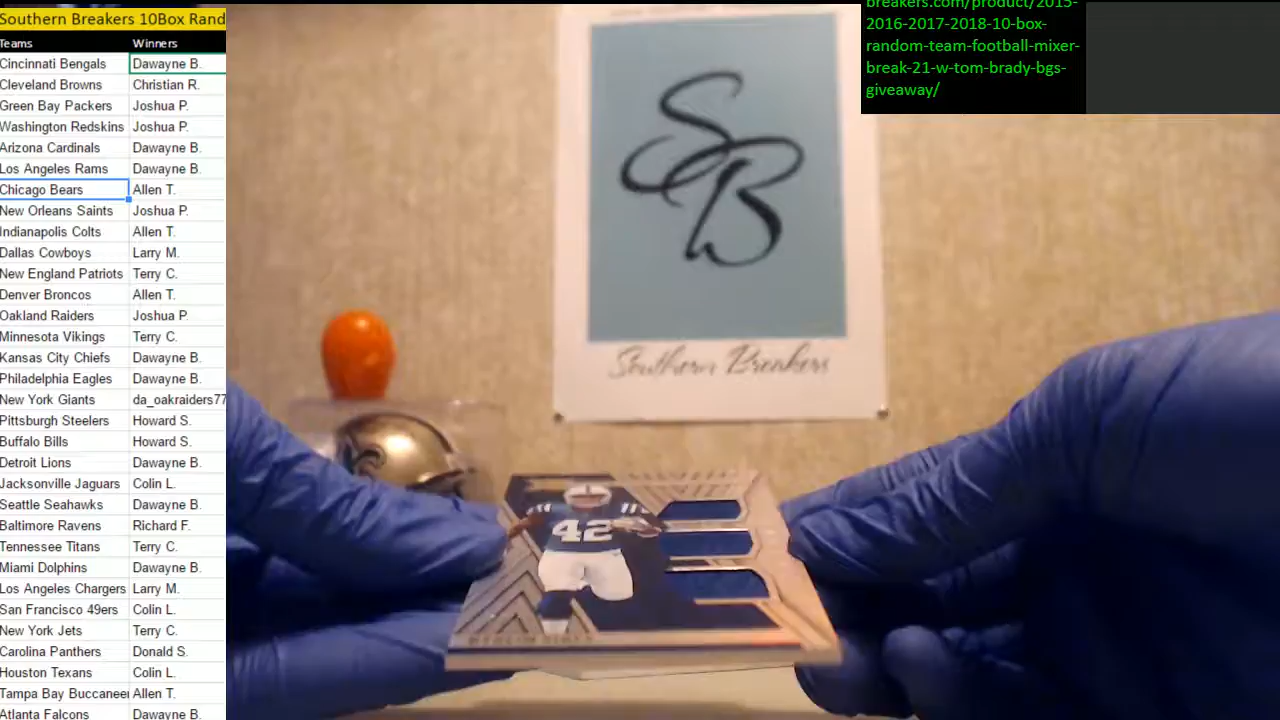 Southern Breakers 10Box Rand
Teams Winners
Cincinnati Bengals Dawayne B.
Cleveland Browns Christian R.
Green Bay Packers Joshua P.
Washington Redskins Joshua P.
Arizona Cardinals Dawayne B.
Los Angeles Rams Dawayne B.
Chicago Bears Allen T.
New Orleans Saints Joshua P.
Indianapolis Colts Allen T.
Dallas Cowboys Larry M.
New England Patriots Terry C.
Denver Broncos Allen T.
Oakland Raiders Joshua P.
Minnesota Vikings Terry C.
Kansas City Chiefs Dawayne B.
Philadelphia Eagles Dawayne B.
New York Giants da_oakraiders77
Pittsburgh Steelers Howard S.
Buffalo Bills Howard S.
Detroit Lions Dawayne B.
Jacksonville Jaguars Colin L.
Seattle Seahawks Dawayne B.
Baltimore Ravens Richard F.
Tennessee Titans Terry C.
Miami Dolphins Dawayne B.
Los Angeles Chargers Larry M.
San Francisco 49ers Colin L.
New York Jets Terry C.
Carolina Panthers Donald S.
Houston Texans Colin L.
Tampa Bay Buccanee Allen T.
Atlanta Falcons Dawayne B.
breakers.com/product/2015-
2016-2017-2018-10-box-
random-team-football-mixer-
break-21-w-tom-brady-bgs-
giveaway/
SB
Southern Breakers
42